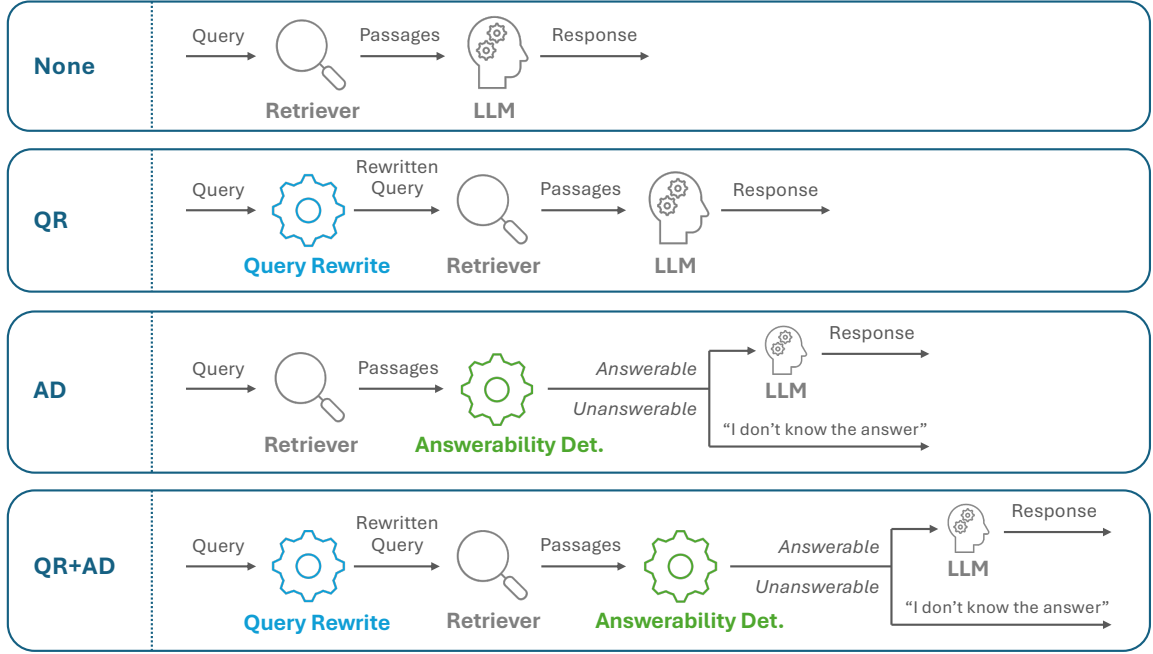 None
Query
Passages
Response
Retriever
LLM
QR
Query
Rewritten
Query
Passages
Response
Query Rewrite
Retriever
LLM
AD
Query
Passages
Answerable
Unanswerable
Response
LLM
"I don't know the answer"
Retriever
Answerability Det.
QR+AD
Query
Rewritten
Query
Passages
Answerable
Unanswerable
Response
LLM
"I don't know the answer"
Query Rewrite
Retriever
Answerability Det.